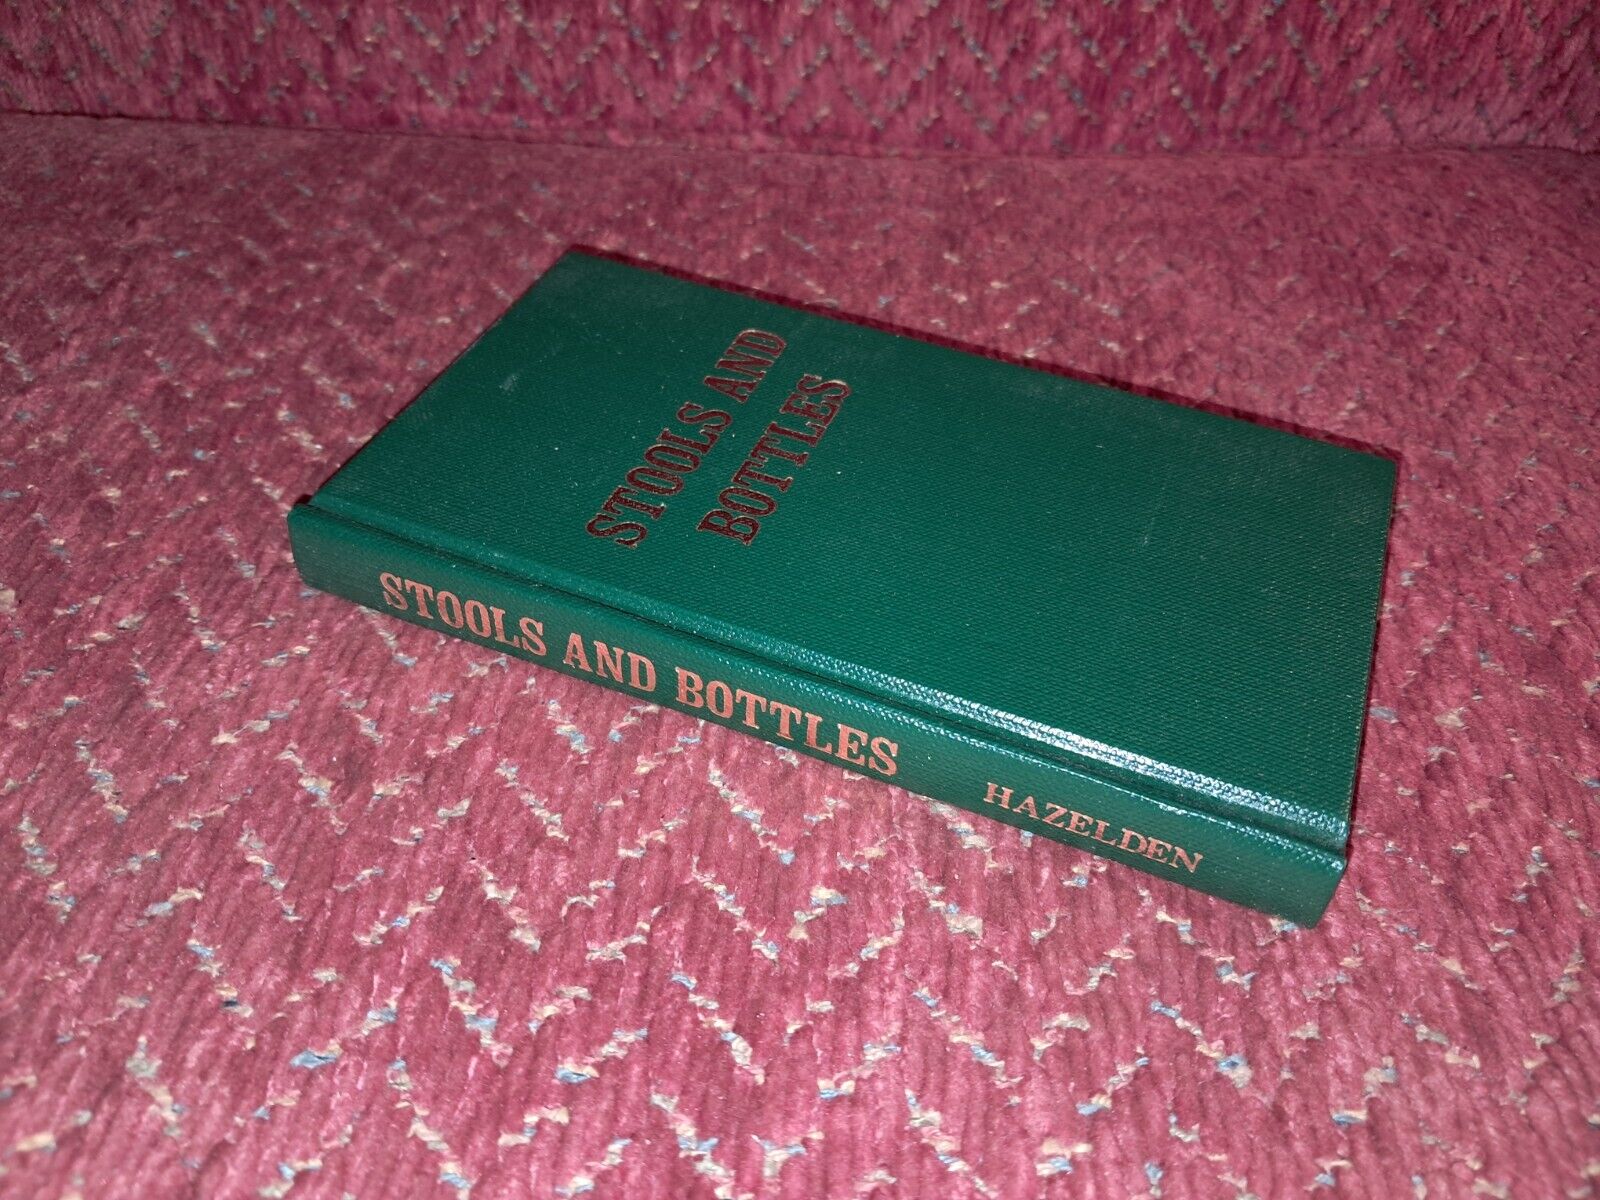 STOOLS AND
BOTTLES
STOOLS AND BOTTLES
HAZELDEN